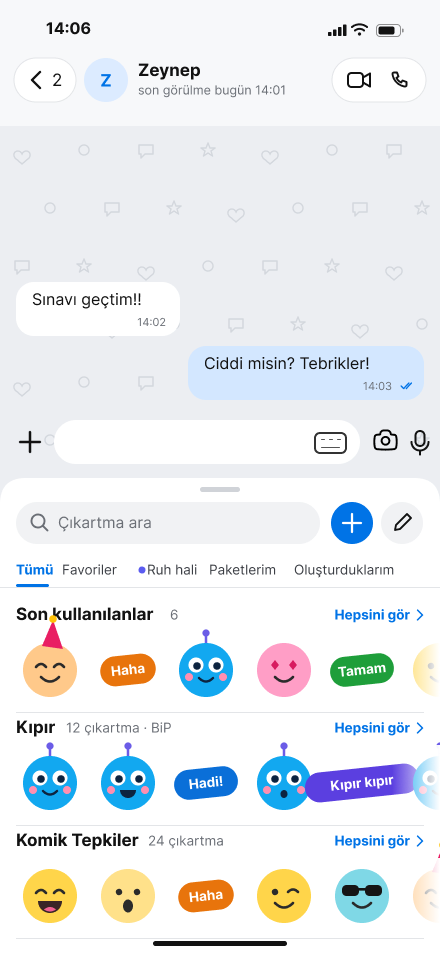 14:06
2
Z
Zeynep
son görülme bugün 14:01
Sınavı geçtim!!
14:02
Ciddi misin? Tebrikler!
14:03
Çıkartma ara
Tümü Favoriler Ruh hali Paketlerim Oluşturduklarım
Son kullanılanlar 6 Hepsini gör
Haha Tamam
Kıpır 12 çıkartma · BiP Hepsini gör
Hadi! Kıpır kıpır
Komik Tepkiler 24 çıkartma Hepsini gör
Haha